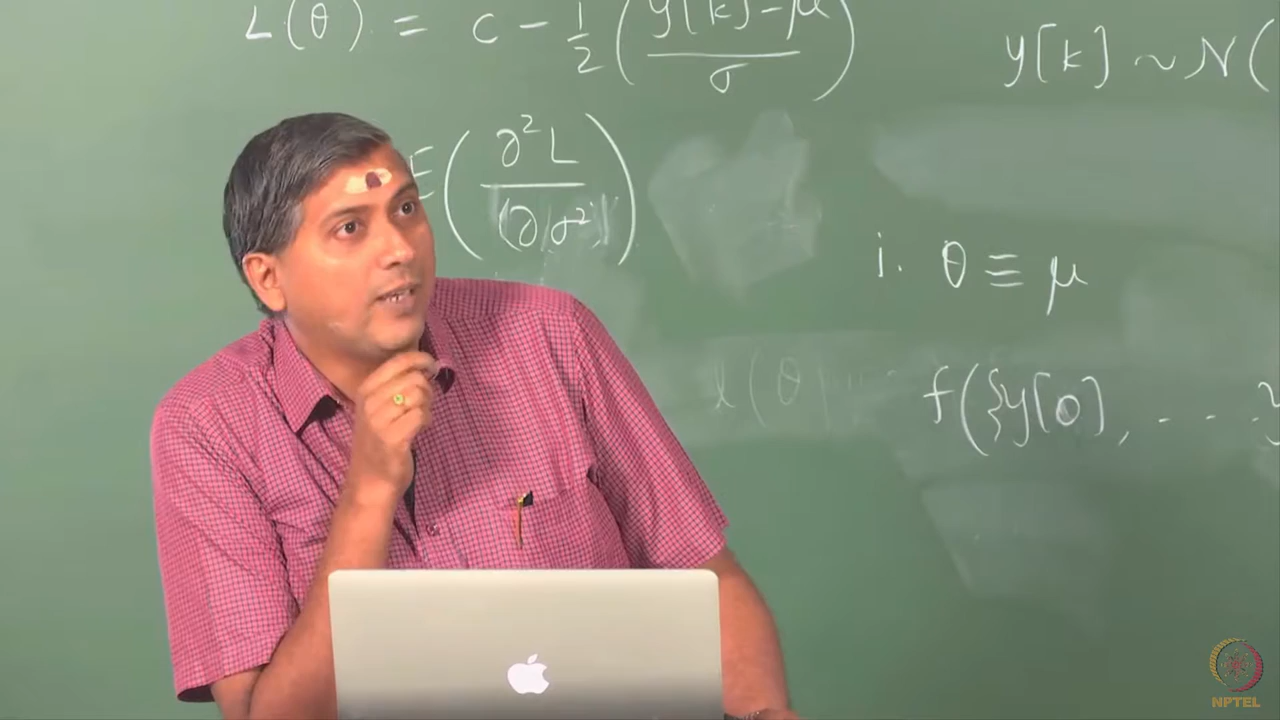 L(θ) = c - 1/2 ( (y[k] - μ) / σ )
y[k] ~ N(
E( ∂²L / (∂σ²) )
i. θ ≡ μ
l(θ)
f({y[0], - - - y
NPTEL